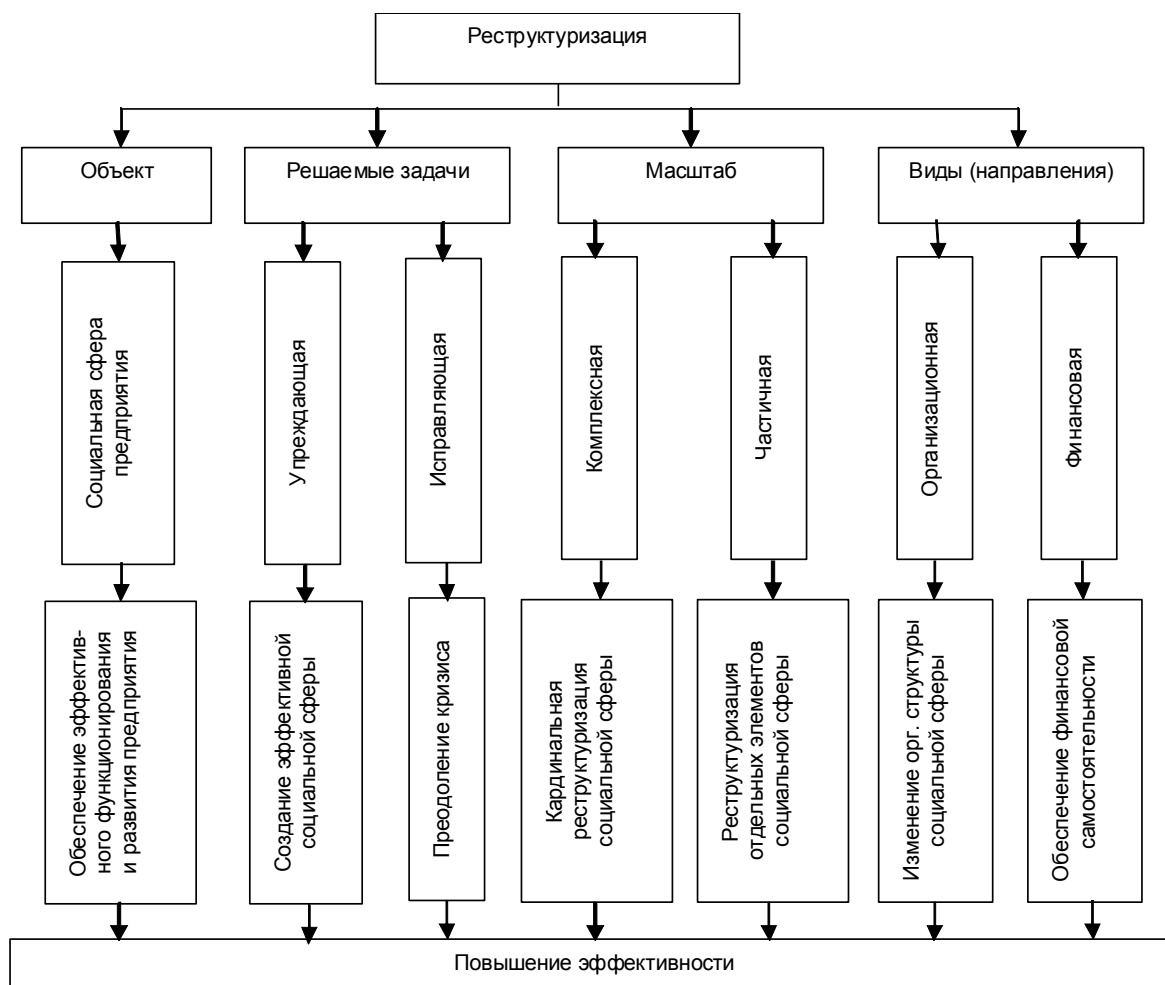 Реструктуризация
Объект
Решаемые задачи
Масштаб
Виды (направления)
Социальная сфера
предприятия
Упреждающая
Исправляющая
Комплексная
Частичная
Организационная
Финансовая
Обеспечение эффектив-
ного функционирования
и развития предприятия
Создание эффективной
социальной сферы
Преодоление кризиса
Кардинальная
реструктуризация
социальной сферы
Реструктуризация
отдельных элементов
социальной сферы
Изменение орг. структуры
социальной сферы
Обеспечение финансовой
самостоятельности
Повышение эффективности